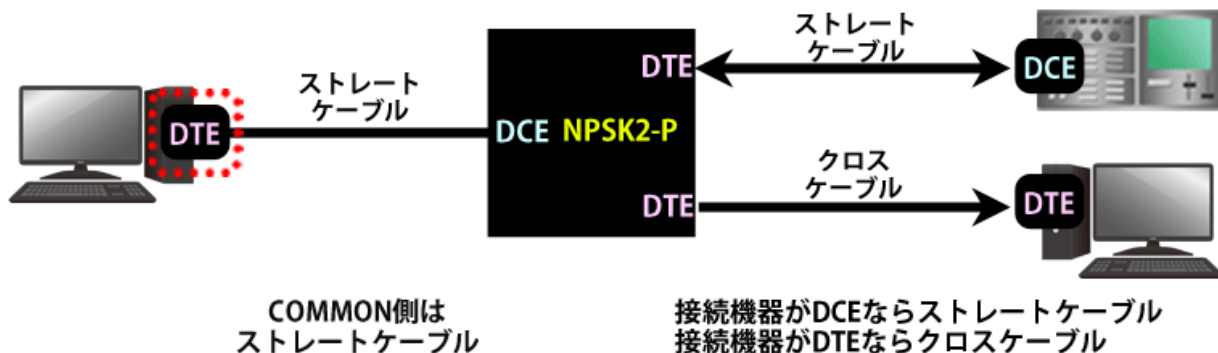 ストレート
ケーブル
DTE
DCE NPSK2-P
DTE
ストレート
ケーブル
DCE
DTE
クロス
ケーブル
DTE
COMMON側は
ストレートケーブル
接続機器がDCEならストレートケーブル
接続機器がDTEならクロスケーブル